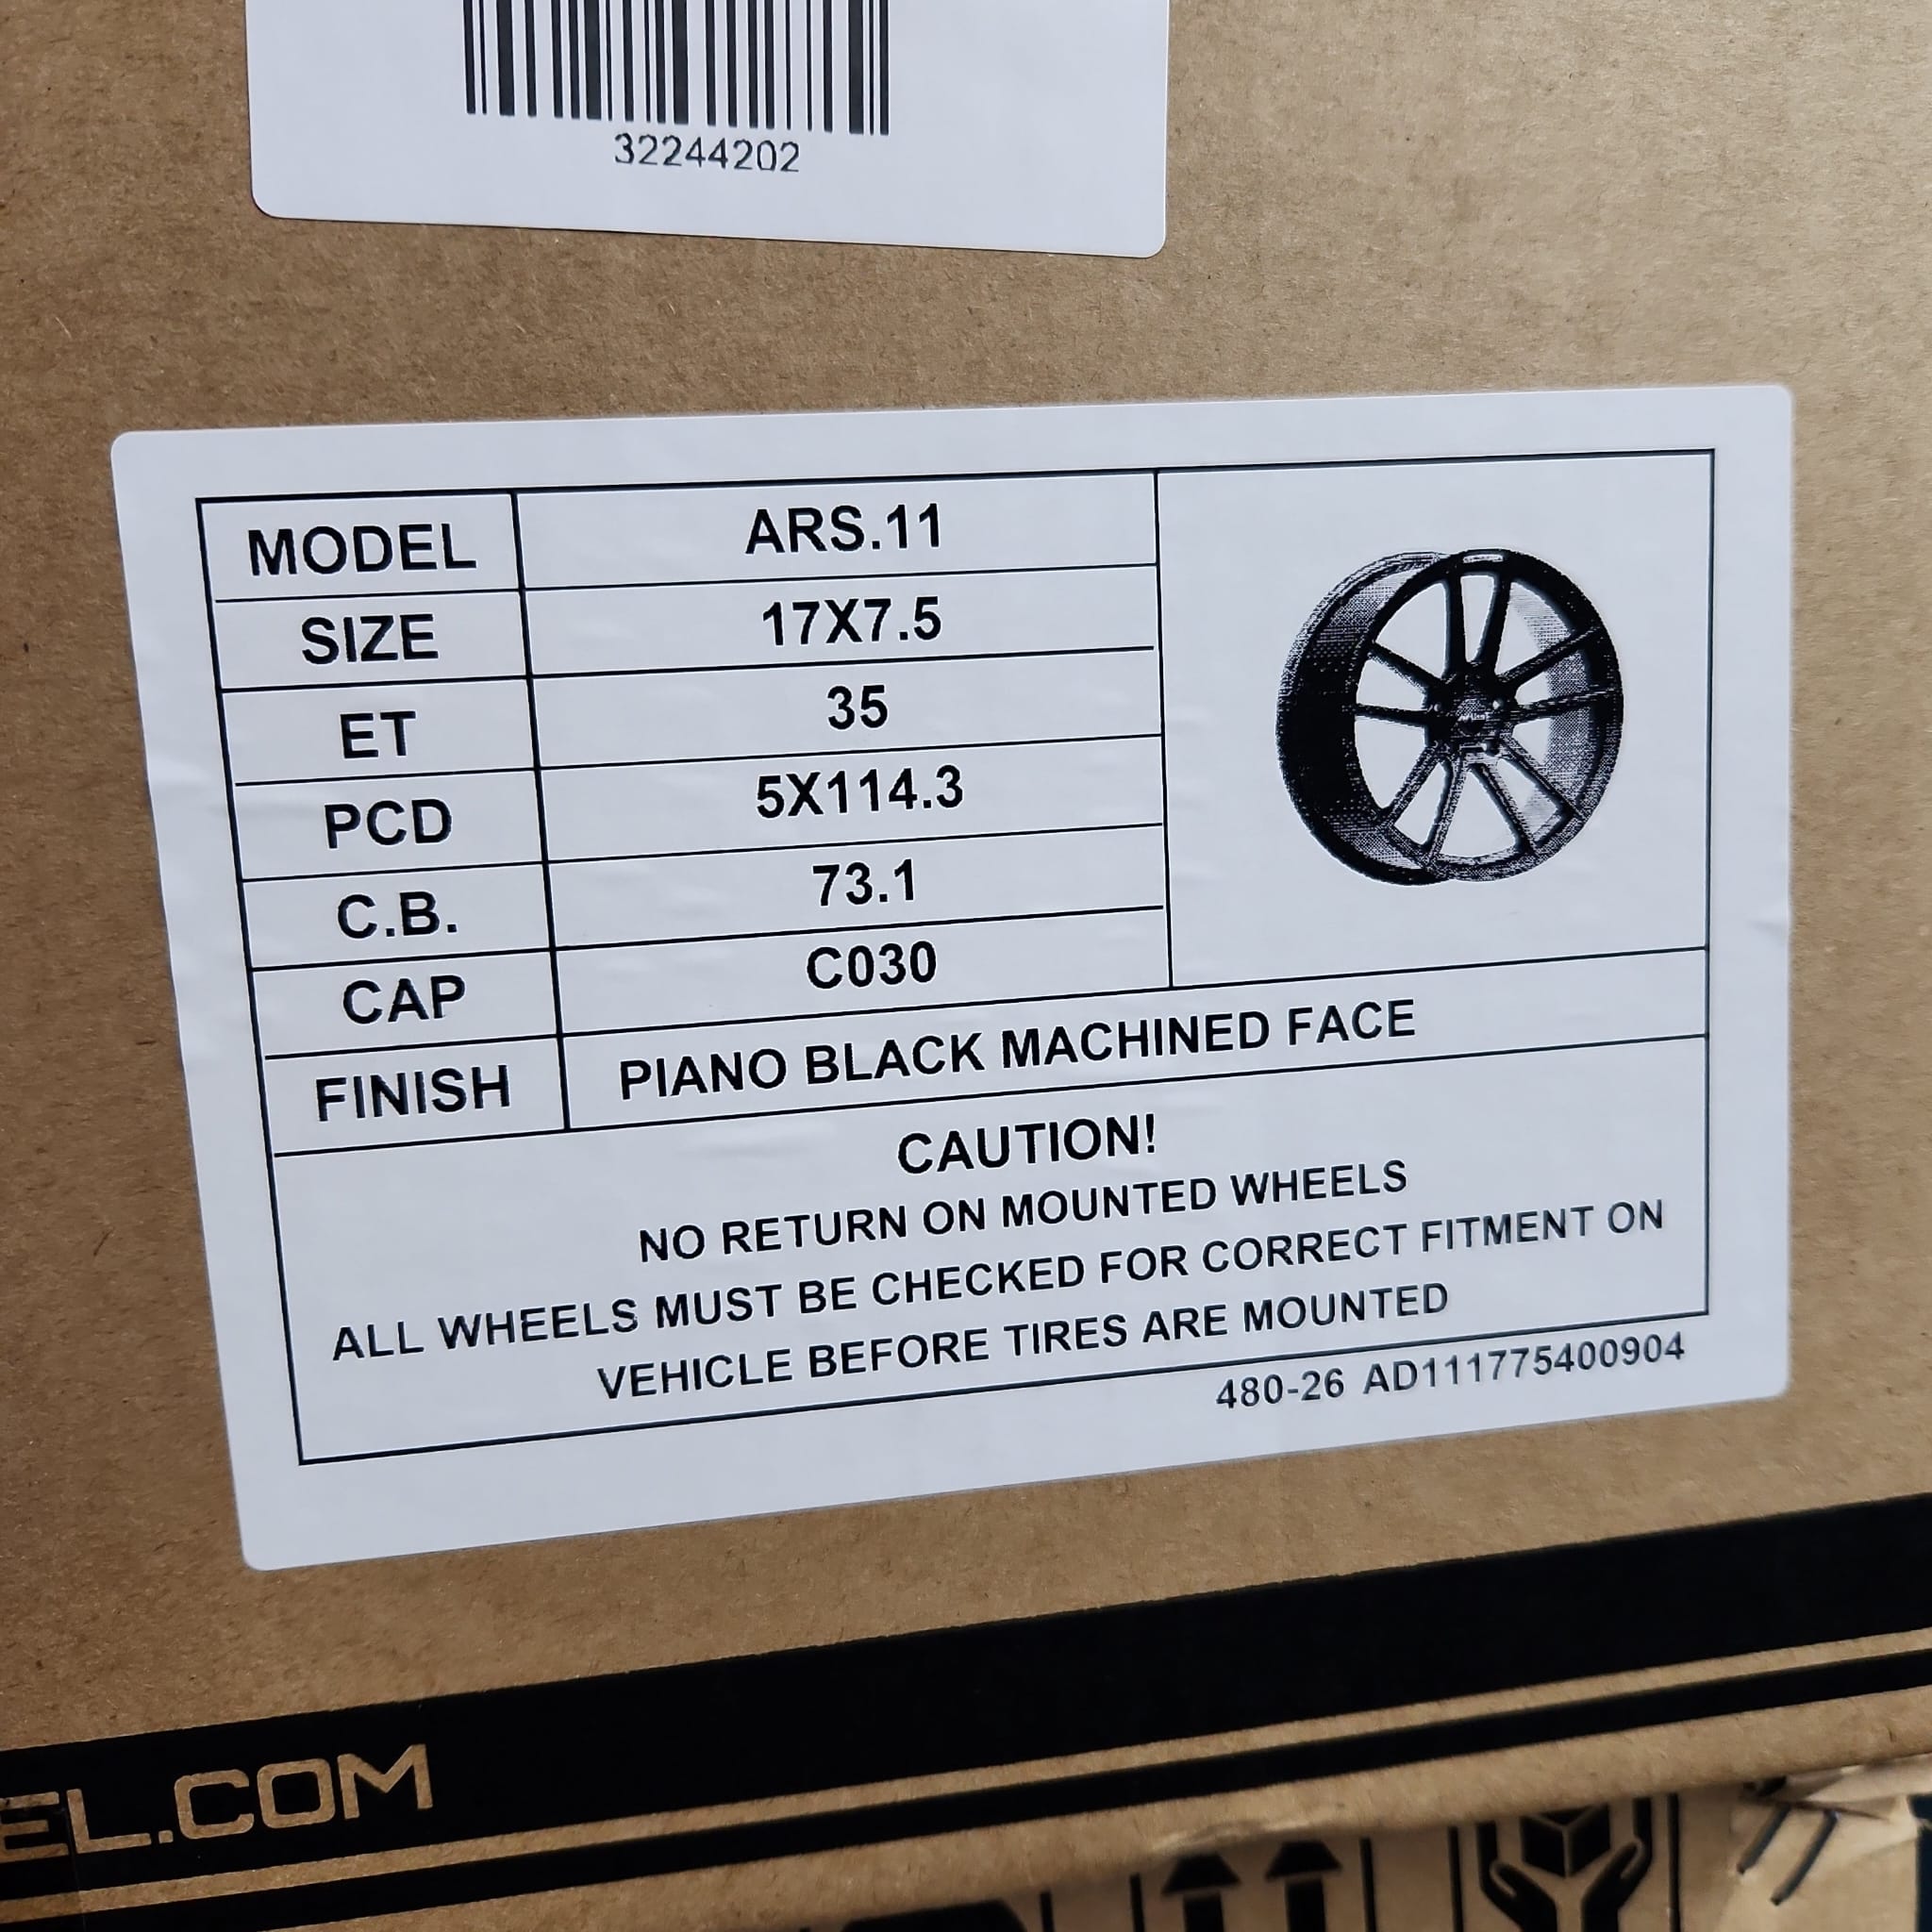 32244202
MODEL ARS.11
SIZE 17X7.5
ET 35
PCD 5X114.3
C.B. 73.1
CAP C030
FINISH PIANO BLACK MACHINED FACE
CAUTION!
NO RETURN ON MOUNTED WHEELS
ALL WHEELS MUST BE CHECKED FOR CORRECT FITMENT ON
VEHICLE BEFORE TIRES ARE MOUNTED
480-26 AD111775400904
EL.COM